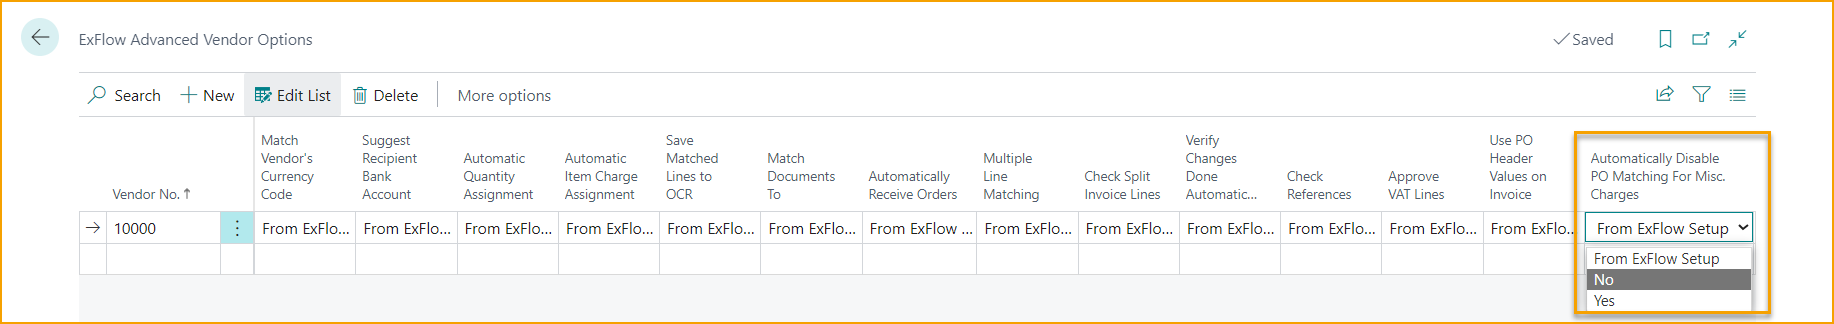 ExFlow Advanced Vendor Options
Saved
Search
New
Edit List
Delete
More options
Vendor No. ↑
Match
Vendor's
Currency
Code
Suggest
Recipient
Bank
Account
Automatic
Quantity
Assignment
Automatic
Item Charge
Assignment
Save
Matched
Lines to
OCR
Match
Documents
To
Automatically
Receive Orders
Multiple
Line
Matching
Check Split
Invoice Lines
Verify
Changes
Done
Automatic...
Check
References
Approve
VAT Lines
Use PO
Header
Values on
Invoice
Automatically Disable
PO Matching For Misc.
Charges
10000
From ExFlo...
From ExFlo...
From ExFlo...
From ExFlo...
From ExFlo...
From ExFlo...
From ExFlow ...
From ExFlo...
From ExFlo...
From ExFlo...
From ExFlo...
From ExFlo...
From ExFlo...
From ExFlow Setup
From ExFlow Setup
No
Yes